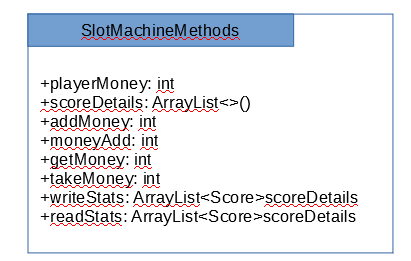 SlotMachineMethods
+playerMoney: int
+scoreDetails: ArrayList<>()
+addMoney: int
+moneyAdd: int
+getMoney: int
+takeMoney: int
+writeStats: ArrayList<Score>scoreDetails
+readStats: ArrayList<Score>scoreDetails